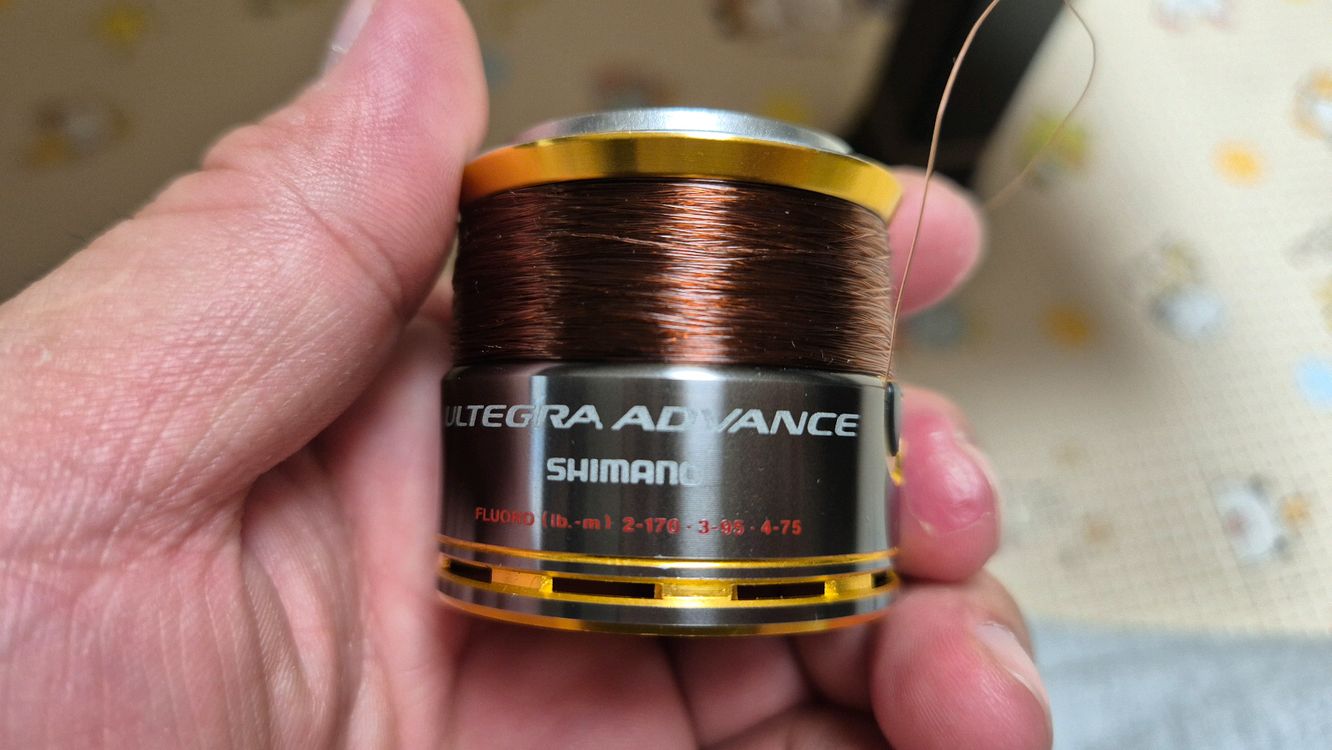 ULTEGRA ADVANCE
SHIMANO
FLUORO (lb.-m) 2-170 · 3-95 · 4-75